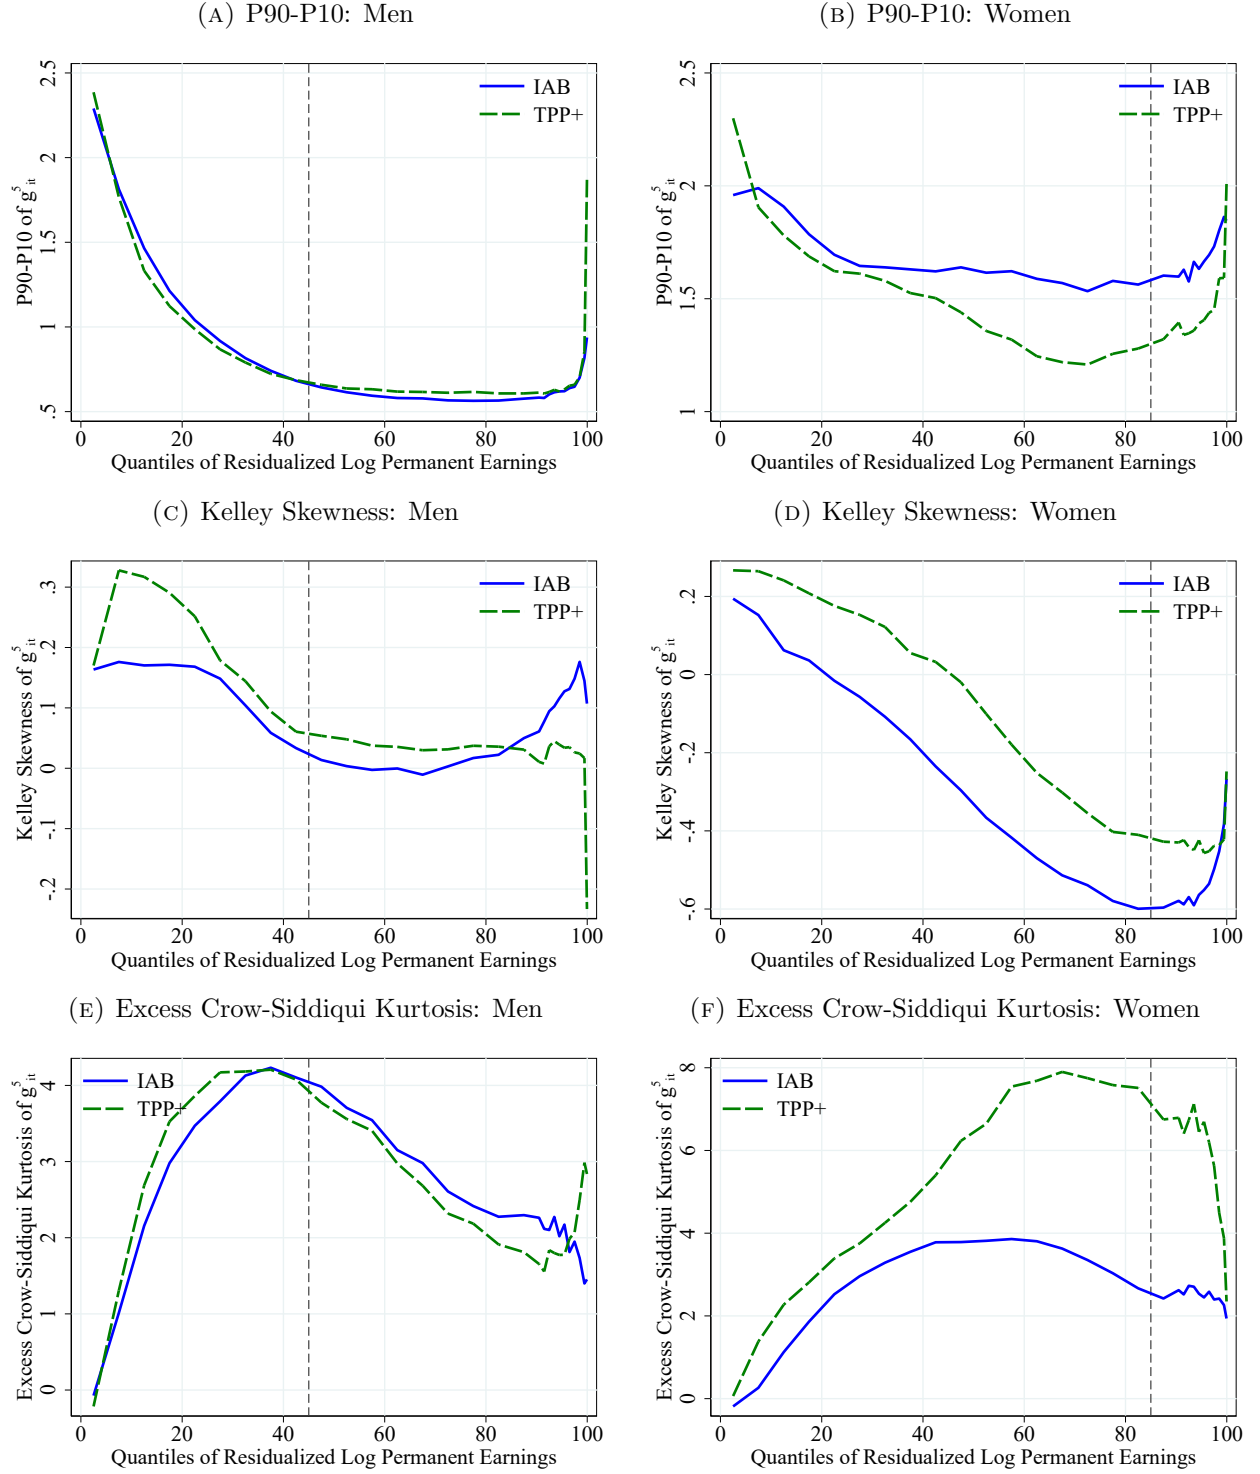 (A) P90-P10: Men
2.5
2
1.5
1
.5
P90-P10 of g⁵ᵢₜ
IAB
TPP+
0 20 40 60 80 100
Quantiles of Residualized Log Permanent Earnings
(B) P90-P10: Women
2.5
2
1.5
1
P90-P10 of g⁵ᵢₜ
IAB
TPP+
0 20 40 60 80 100
Quantiles of Residualized Log Permanent Earnings
(C) Kelley Skewness: Men
.3
.2
.1
0
-.1
-.2
Kelley Skewness of g⁵ᵢₜ
IAB
TPP+
0 20 40 60 80 100
Quantiles of Residualized Log Permanent Earnings
(D) Kelley Skewness: Women
.2
0
-.2
-.4
-.6
Kelley Skewness of g⁵ᵢₜ
IAB
TPP+
0 20 40 60 80 100
Quantiles of Residualized Log Permanent Earnings
(E) Excess Crow-Siddiqui Kurtosis: Men
4
3
2
1
0
Excess Crow-Siddiqui Kurtosis of g⁵ᵢₜ
IAB
TPP+
0 20 40 60 80 100
Quantiles of Residualized Log Permanent Earnings
(F) Excess Crow-Siddiqui Kurtosis: Women
8
6
4
2
0
Excess Crow-Siddiqui Kurtosis of g⁵ᵢₜ
IAB
TPP+
0 20 40 60 80 100
Quantiles of Residualized Log Permanent Earnings